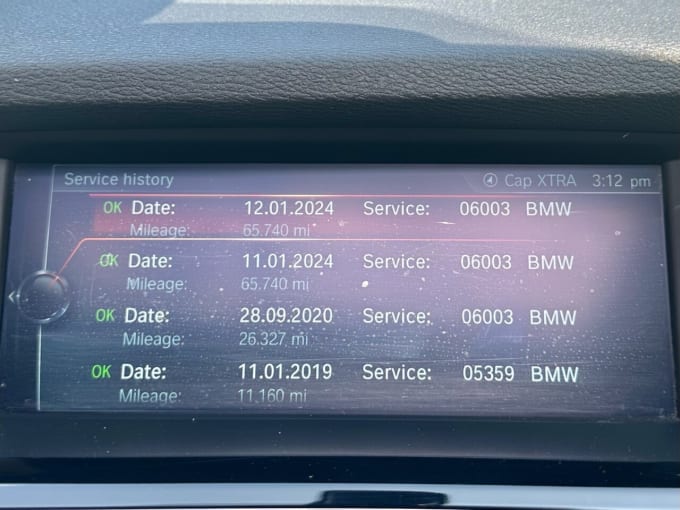 Service history Cap XTRA 3:12 pm
OK Date: 12.01.2024 Service: 06003 BMW
Mileage: 65.740 mi
OK Date: 11.01.2024 Service: 06003 BMW
Mileage: 65.740 mi
OK Date: 28.09.2020 Service: 06003 BMW
Mileage: 26.327 mi
OK Date: 11.01.2019 Service: 05359 BMW
Mileage: 11.160 mi